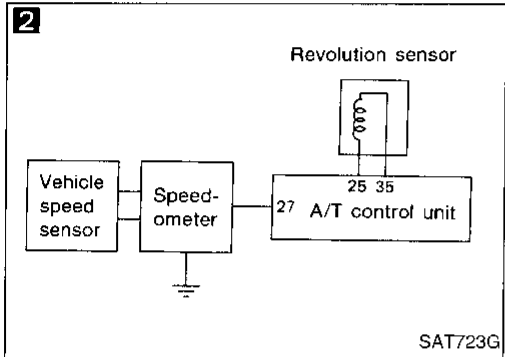 2
Revolution sensor
25 35
Vehicle
speed
sensor
Speed-
ometer
27 A/T control unit
SAT723G